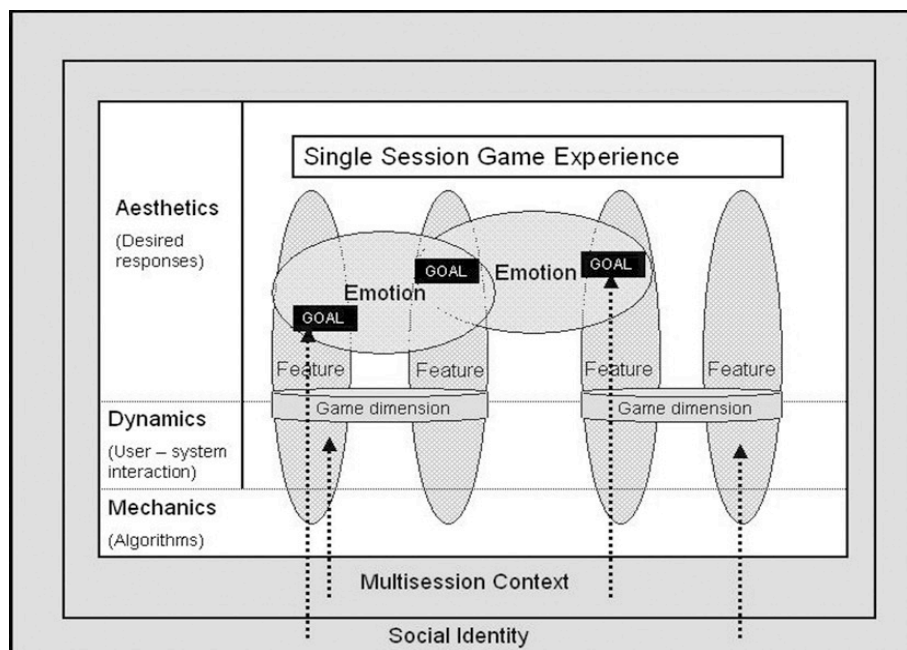 Single Session Game Experience
Aesthetics
(Desired
responses)
GOAL
Emotion
GOAL
Emotion
GOAL
Feature
Feature
Feature
Feature
Game dimension
Game dimension
Dynamics
(User – system
interaction)
Mechanics
(Algorithms)
Multisession Context
Social Identity